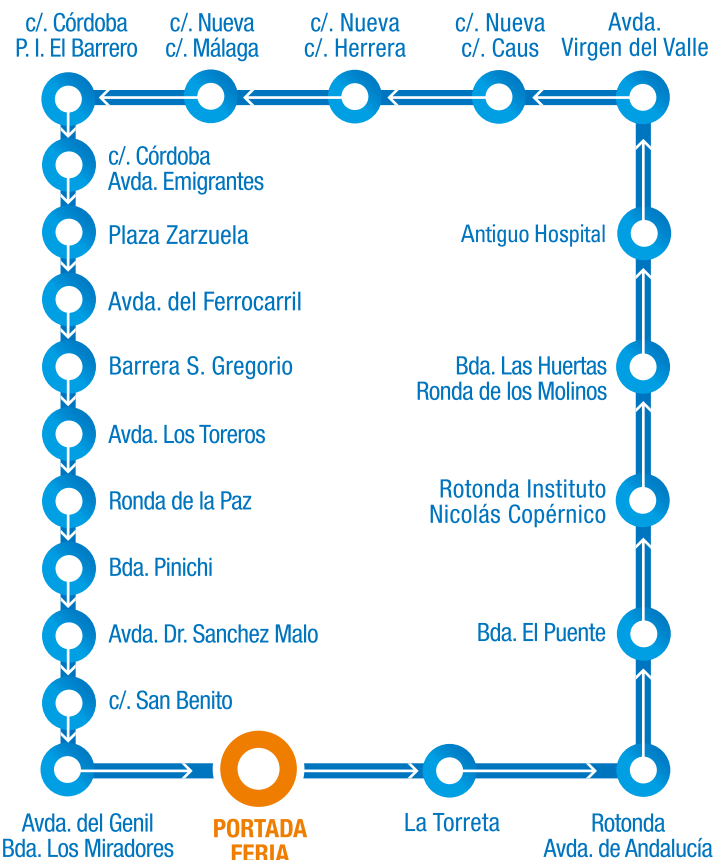 c/. Córdoba
P. I. El Barrero
c/. Nueva
c/. Málaga
c/. Nueva
c/. Herrera
c/. Nueva
c/. Caus
Avda.
Virgen del Valle
c/. Córdoba
Avda. Emigrantes
Plaza Zarzuela
Antiguo Hospital
Avda. del Ferrocarril
Barrera S. Gregorio
Bda. Las Huertas
Ronda de los Molinos
Avda. Los Toreros
Ronda de la Paz
Rotonda Instituto
Nicolás Copérnico
Bda. Pinichi
Avda. Dr. Sanchez Malo
Bda. El Puente
c/. San Benito
Avda. del Genil
Bda. Los Miradores
PORTADA
FERIA
La Torreta
Rotonda
Avda. de Andalucía